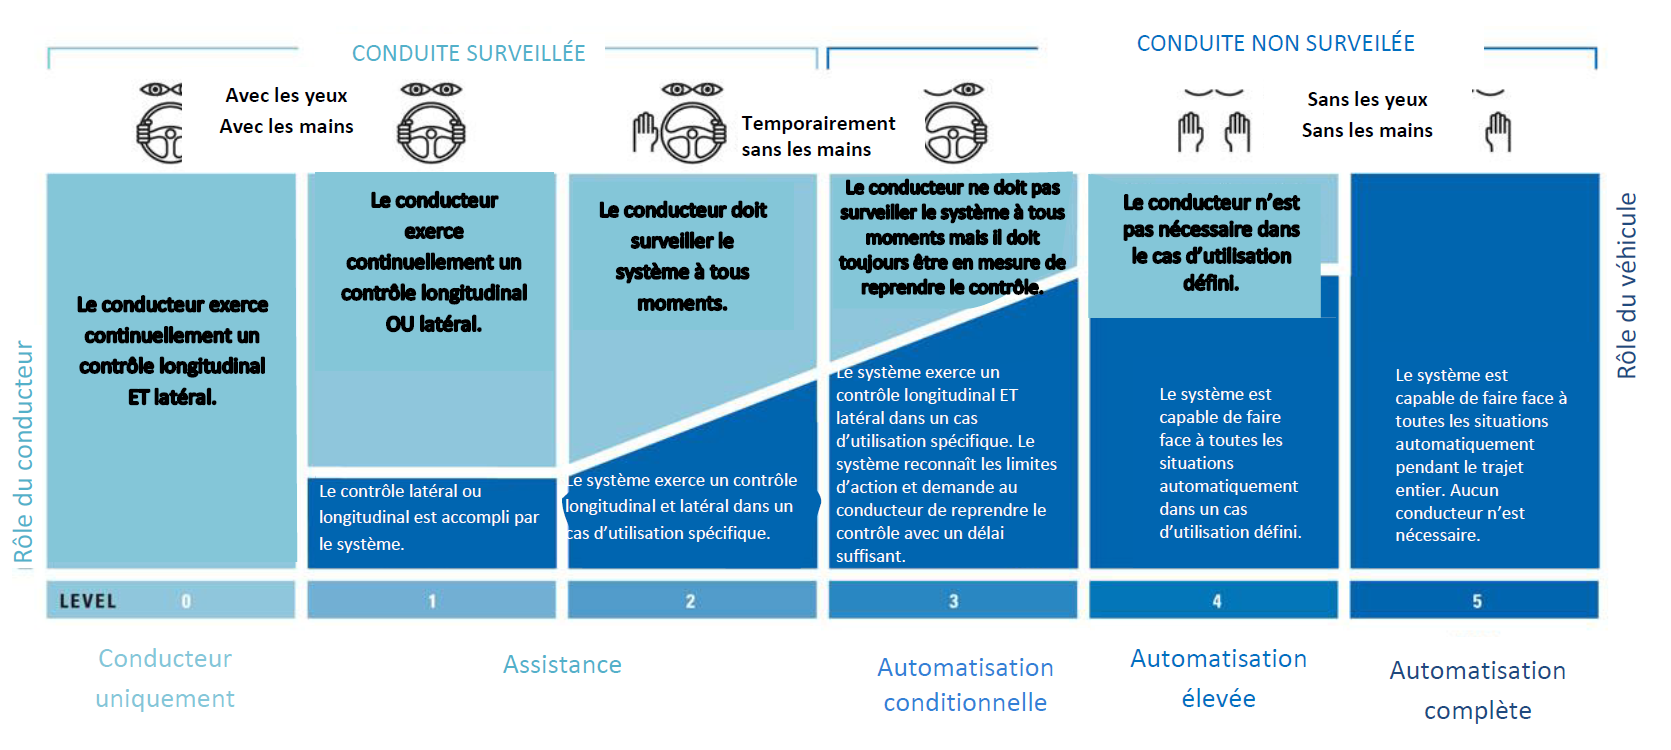 CONDUITE SURVEILLÉE
CONDUITE NON SURVEILÉE
Avec les yeux
Avec les mains
Temporairement
sans les mains
Sans les yeux
Sans les mains
Rôle du conducteur
Le conducteur exerce
continuellement un
contrôle longitudinal
ET latéral.
Le conducteur
exerce
continuellement un
contrôle longitudinal
OU latéral.
Le contrôle latéral ou
longitudinal est accompli par
le système.
Le conducteur doit
surveiller le
système à tous
moments.
Le système exerce un contrôle
longitudinal et latéral dans un
cas d'utilisation spécifique.
Le conducteur ne doit pas
surveiller le système à tous
moments mais il doit
toujours être en mesure de
reprendre le contrôle.
Le système exerce un
contrôle longitudinal ET
latéral dans un cas
d'utilisation spécifique. Le
système reconnaît les limites
d'action et demande au
conducteur de reprendre le
contrôle avec un délai
suffisant.
Le conducteur n'est
pas nécessaire dans
le cas d'utilisation
défini.
Le système est
capable de faire
face à toutes les
situations
automatiquement
dans un cas
d'utilisation défini.
Le système est
capable de faire face à
toutes les situations
automatiquement
pendant le trajet
entier. Aucun
conducteur n'est
nécessaire.
Rôle du véhicule
LEVEL 0 1 2 3 4 5
Conducteur
uniquement
Assistance
Automatisation
conditionnelle
Automatisation
élevée
Automatisation
complète